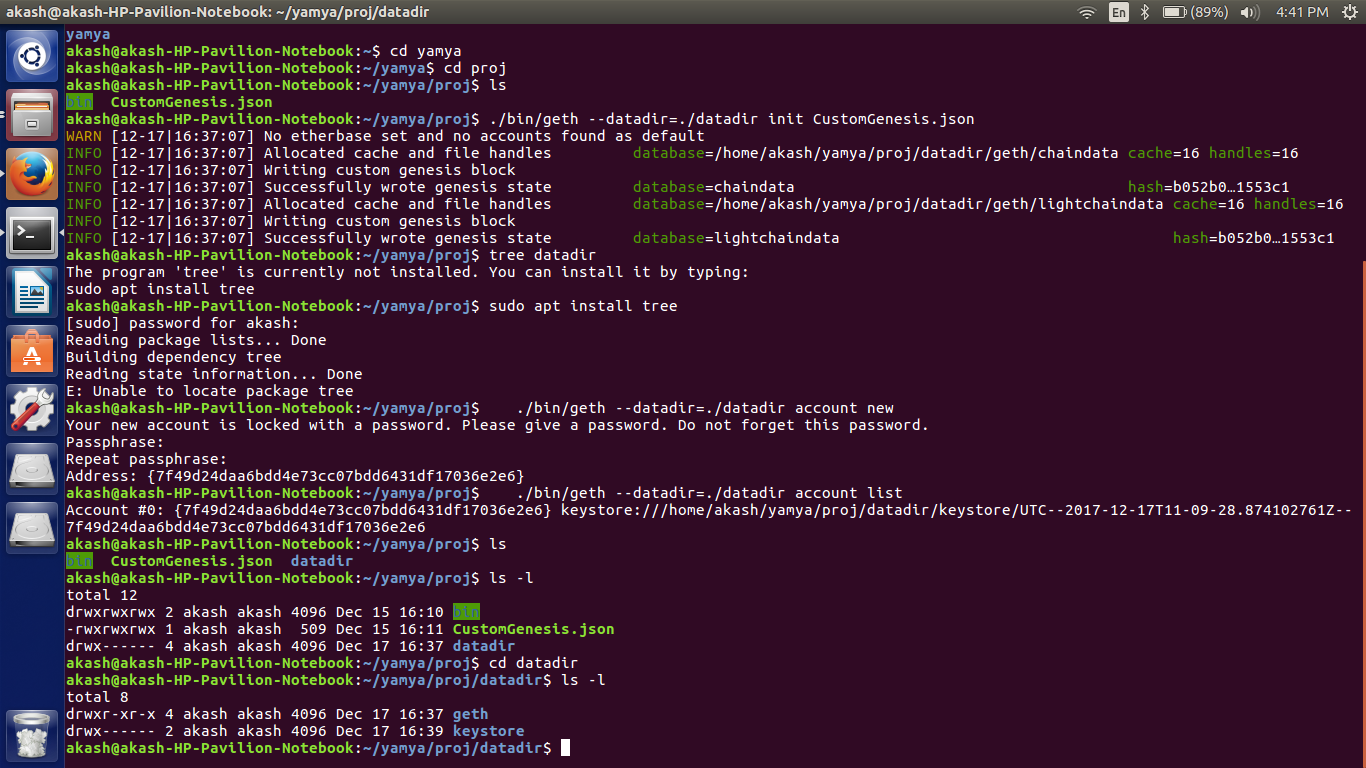 akash@akash-HP-Pavilion-Notebook: ~/yamya/proj/datadir En (89%) 4:41 PM
yamya
akash@akash-HP-Pavilion-Notebook:~$ cd yamya
akash@akash-HP-Pavilion-Notebook:~/yamya$ cd proj
akash@akash-HP-Pavilion-Notebook:~/yamya/proj$ ls
bin  CustomGenesis.json
akash@akash-HP-Pavilion-Notebook:~/yamya/proj$ ./bin/geth --datadir=./datadir init CustomGenesis.json
WARN [12-17|16:37:07] No etherbase set and no accounts found as default
INFO [12-17|16:37:07] Allocated cache and file handles         database=/home/akash/yamya/proj/datadir/geth/chaindata cache=16 handles=16
INFO [12-17|16:37:07] Writing custom genesis block
INFO [12-17|16:37:07] Successfully wrote genesis state         database=chaindata                                     hash=b052b0…1553c1
INFO [12-17|16:37:07] Allocated cache and file handles         database=/home/akash/yamya/proj/datadir/geth/lightchaindata cache=16 handles=16
INFO [12-17|16:37:07] Writing custom genesis block
INFO [12-17|16:37:07] Successfully wrote genesis state         database=lightchaindata                                     hash=b052b0…1553c1
akash@akash-HP-Pavilion-Notebook:~/yamya/proj$ tree datadir
The program 'tree' is currently not installed. You can install it by typing:
sudo apt install tree
akash@akash-HP-Pavilion-Notebook:~/yamya/proj$ sudo apt install tree
[sudo] password for akash:
Reading package lists... Done
Building dependency tree
Reading state information... Done
E: Unable to locate package tree
akash@akash-HP-Pavilion-Notebook:~/yamya/proj$    ./bin/geth --datadir=./datadir account new
Your new account is locked with a password. Please give a password. Do not forget this password.
Passphrase:
Repeat passphrase:
Address: {7f49d24daa6bdd4e73cc07bdd6431df17036e2e6}
akash@akash-HP-Pavilion-Notebook:~/yamya/proj$    ./bin/geth --datadir=./datadir account list
Account #0: {7f49d24daa6bdd4e73cc07bdd6431df17036e2e6} keystore:///home/akash/yamya/proj/datadir/keystore/UTC--2017-12-17T11-09-28.874102761Z--
7f49d24daa6bdd4e73cc07bdd6431df17036e2e6
akash@akash-HP-Pavilion-Notebook:~/yamya/proj$ ls
bin  CustomGenesis.json  datadir
akash@akash-HP-Pavilion-Notebook:~/yamya/proj$ ls -l
total 12
drwxrwxrwx 2 akash akash 4096 Dec 15 16:10 bin
-rwxrwxrwx 1 akash akash  509 Dec 15 16:11 CustomGenesis.json
drwx------ 4 akash akash 4096 Dec 17 16:37 datadir
akash@akash-HP-Pavilion-Notebook:~/yamya/proj$ cd datadir
akash@akash-HP-Pavilion-Notebook:~/yamya/proj/datadir$ ls -l
total 8
drwxr-xr-x 4 akash akash 4096 Dec 17 16:37 geth
drwx------ 2 akash akash 4096 Dec 17 16:39 keystore
akash@akash-HP-Pavilion-Notebook:~/yamya/proj/datadir$